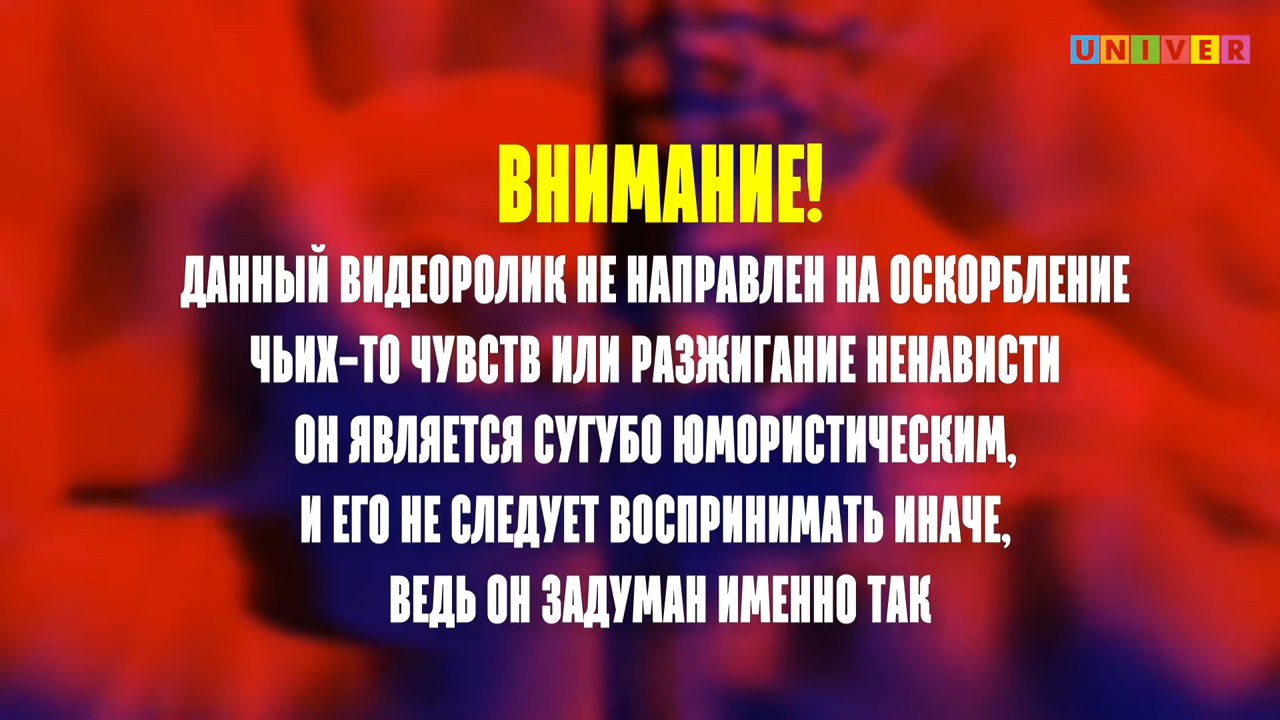 UNIVER
ВНИМАНИЕ!
ДАННЫЙ ВИДЕОРОЛИК НЕ НАПРАВЛЕН НА ОСКОРБЛЕНИЕ
ЧЬИХ-ТО ЧУВСТВ ИЛИ РАЗЖИГАНИЕ НЕНАВИСТИ
ОН ЯВЛЯЕТСЯ СУГУБО ЮМОРИСТИЧЕСКИМ,
И ЕГО НЕ СЛЕДУЕТ ВОСПРИНИМАТЬ ИНАЧЕ,
ВЕДЬ ОН ЗАДУМАН ИМЕННО ТАК